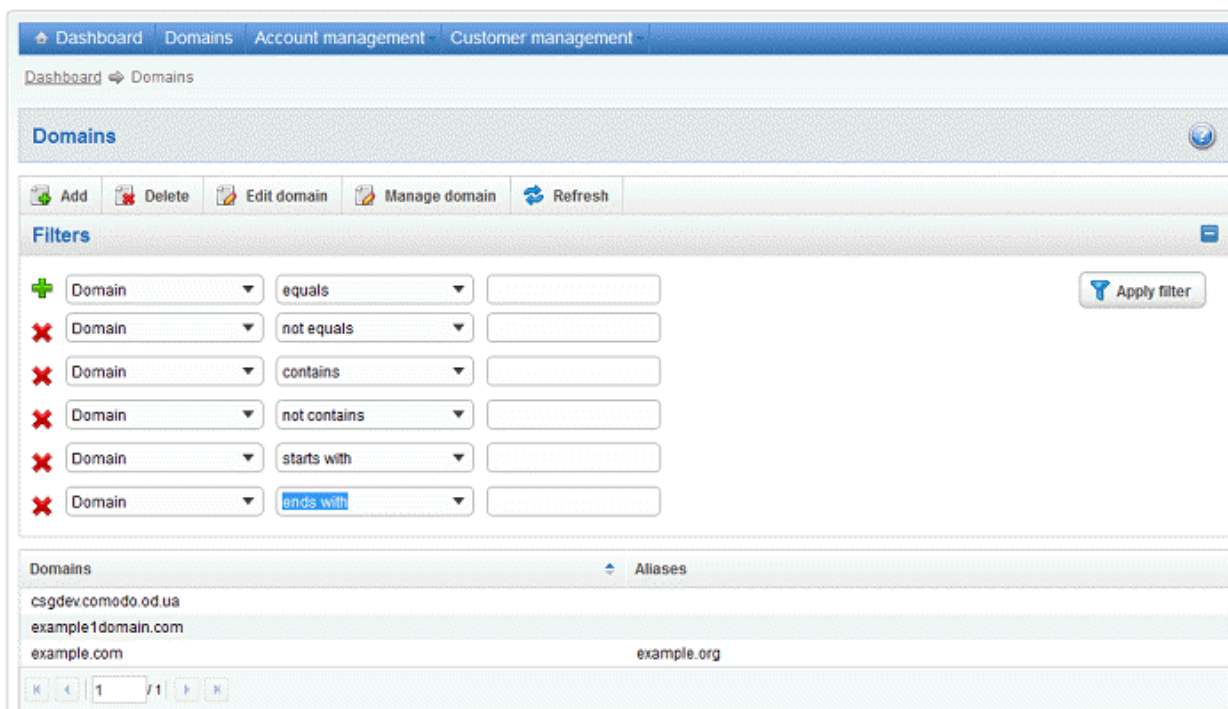 Dashboard Domains Account management Customer management
Dashboard Domains
Domains
Add Delete Edit domain Manage domain Refresh
Filters
Domain equals Apply filter
Domain not equals
Domain contains
Domain not contains
Domain starts with
Domain ends with
Domains Aliases
csgdev.comodo.od.ua
example1domain.com
example.com example.org
1 / 1